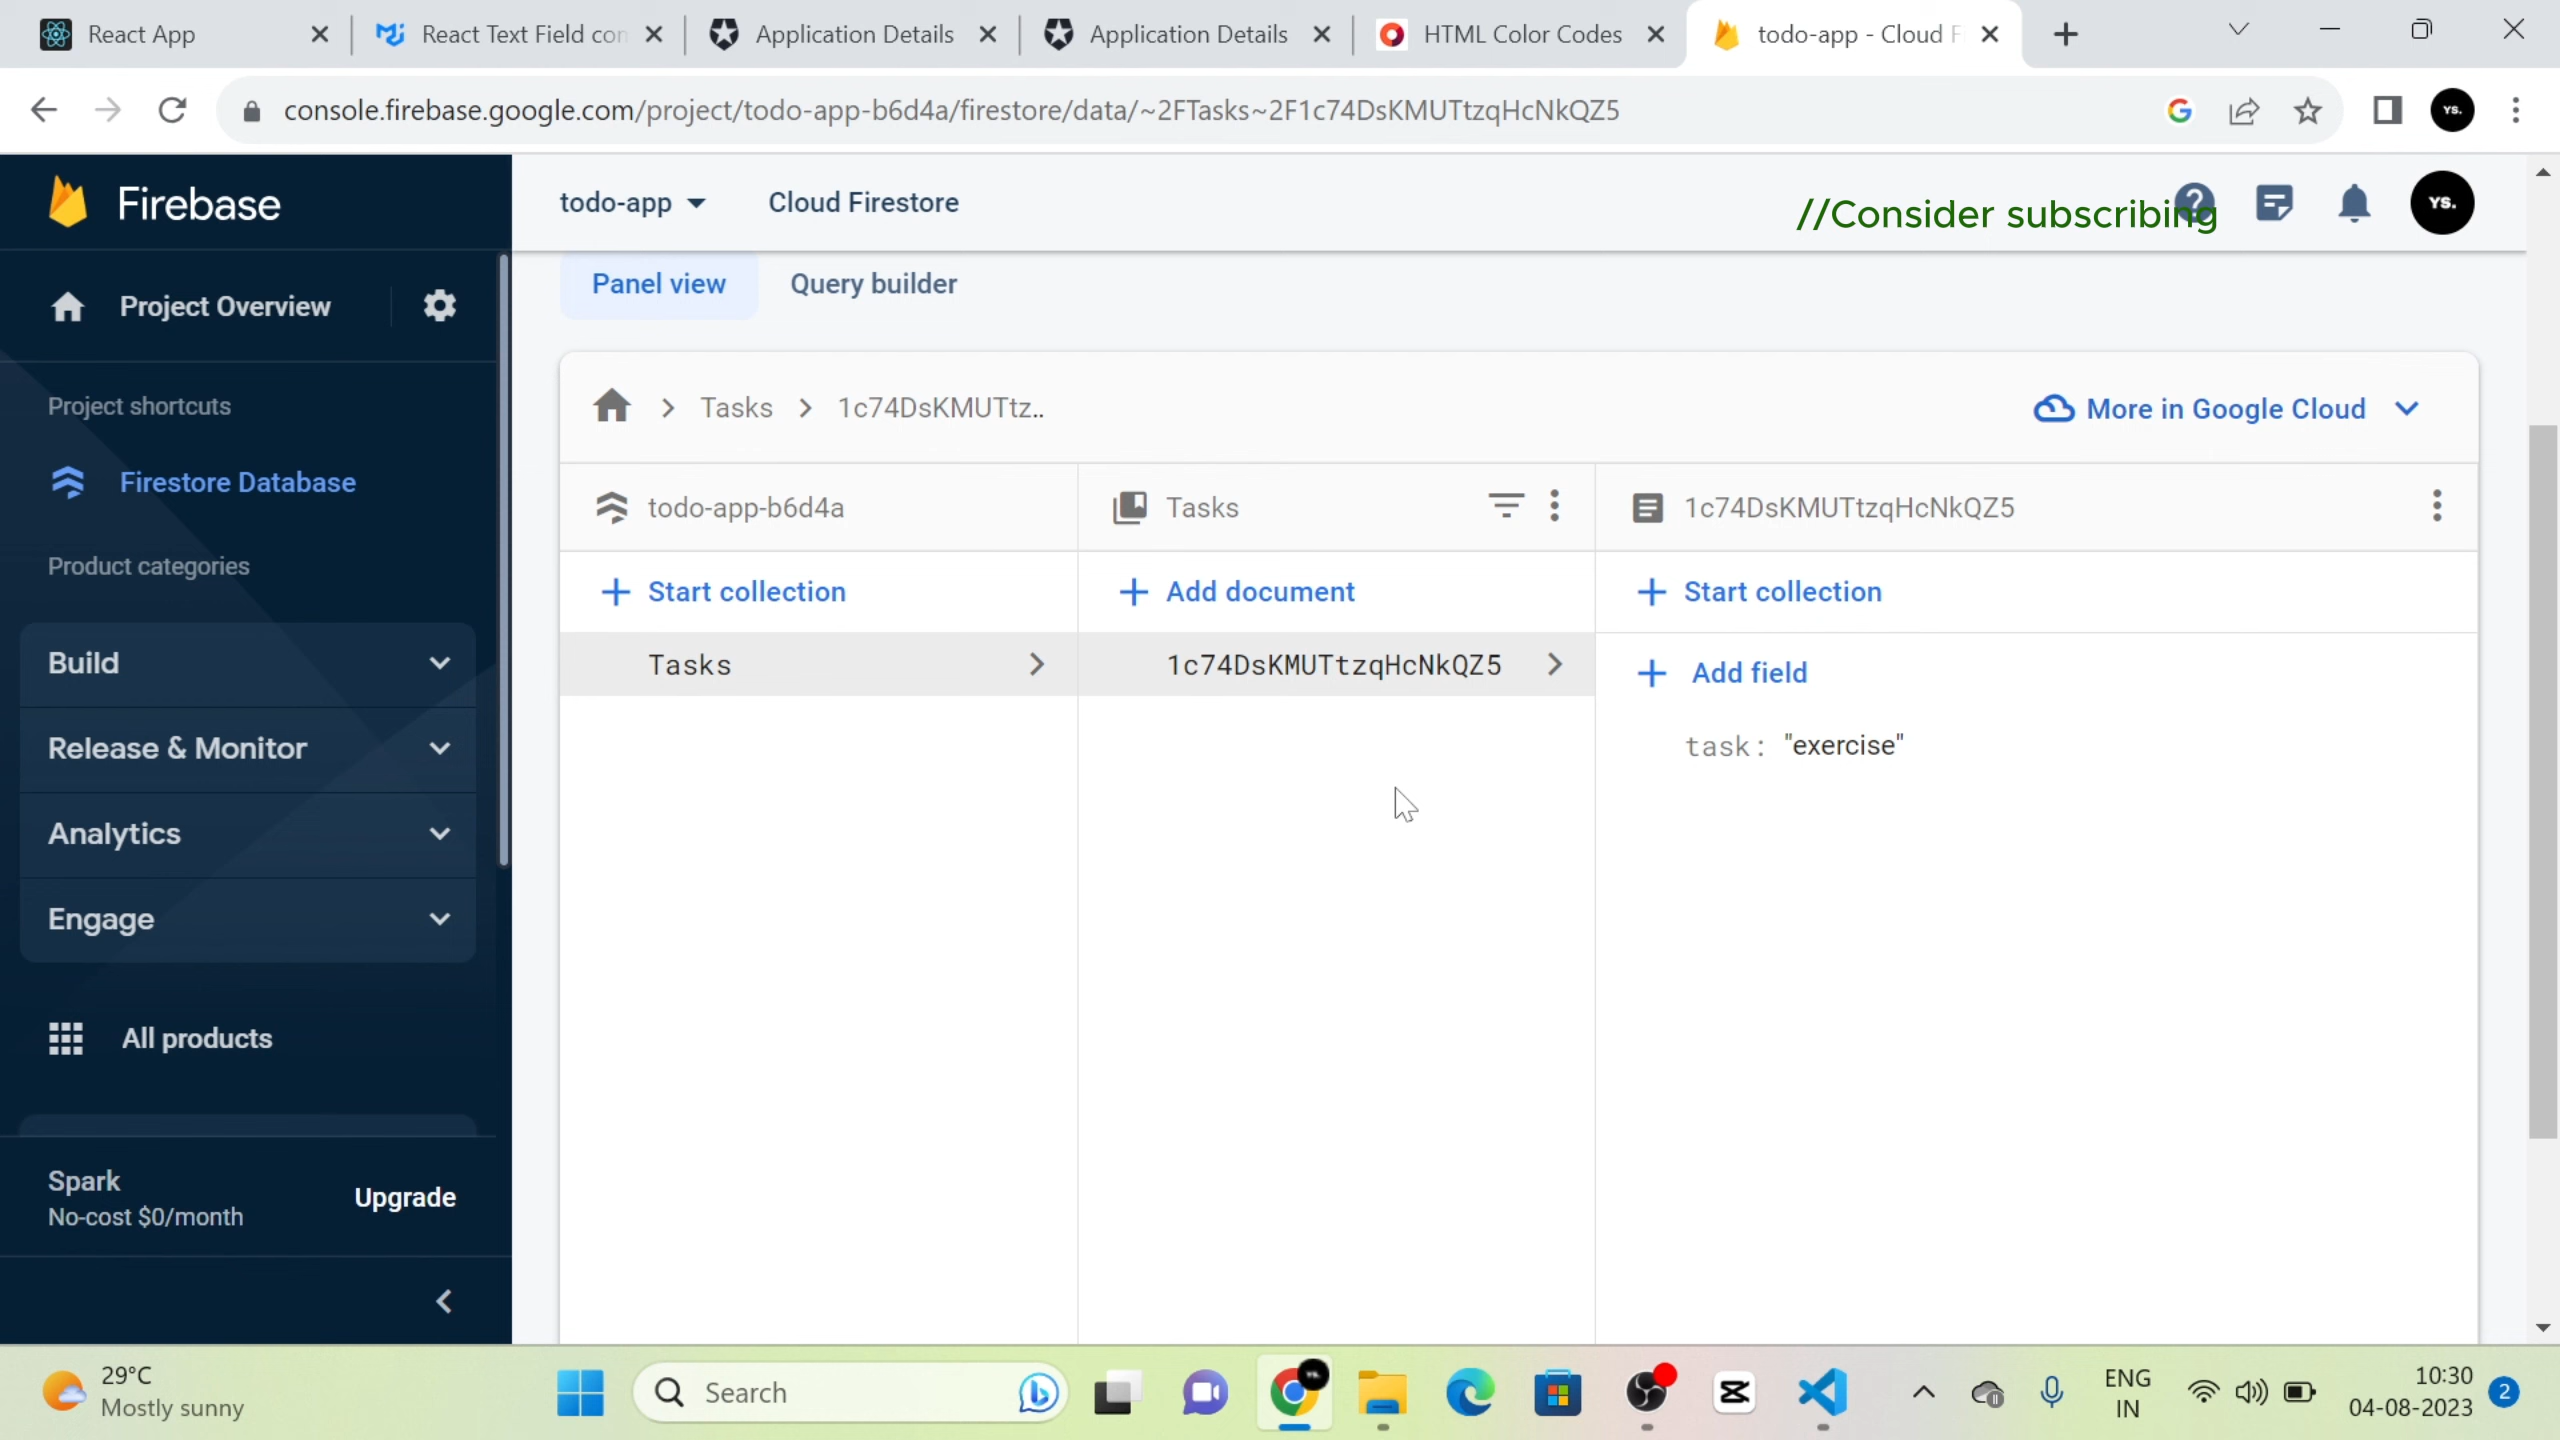 React App
React Text Field con
Application Details
Application Details
HTML Color Codes
todo-app - Cloud F
console.firebase.google.com/project/todo-app-b6d4a/firestore/data/~2FTasks~2F1c74DsKMUTtzqHcNkQZ5
YS.
Firebase
todo-app
Cloud Firestore
//Consider subscribing
YS.
Project Overview
Panel view
Query builder
Project shortcuts
Tasks
1c74DsKMUTtz..
More in Google Cloud
Firestore Database
todo-app-b6d4a
Tasks
1c74DsKMUTtzqHcNkQZ5
Product categories
Start collection
Add document
Start collection
Build
Tasks
1c74DsKMUTtzqHcNkQZ5
Add field
Release & Monitor
task: "exercise"
Analytics
Engage
All products
Spark
No-cost $0/month
Upgrade
29°C
Mostly sunny
Search
ENG
IN
10:30
04-08-2023
2